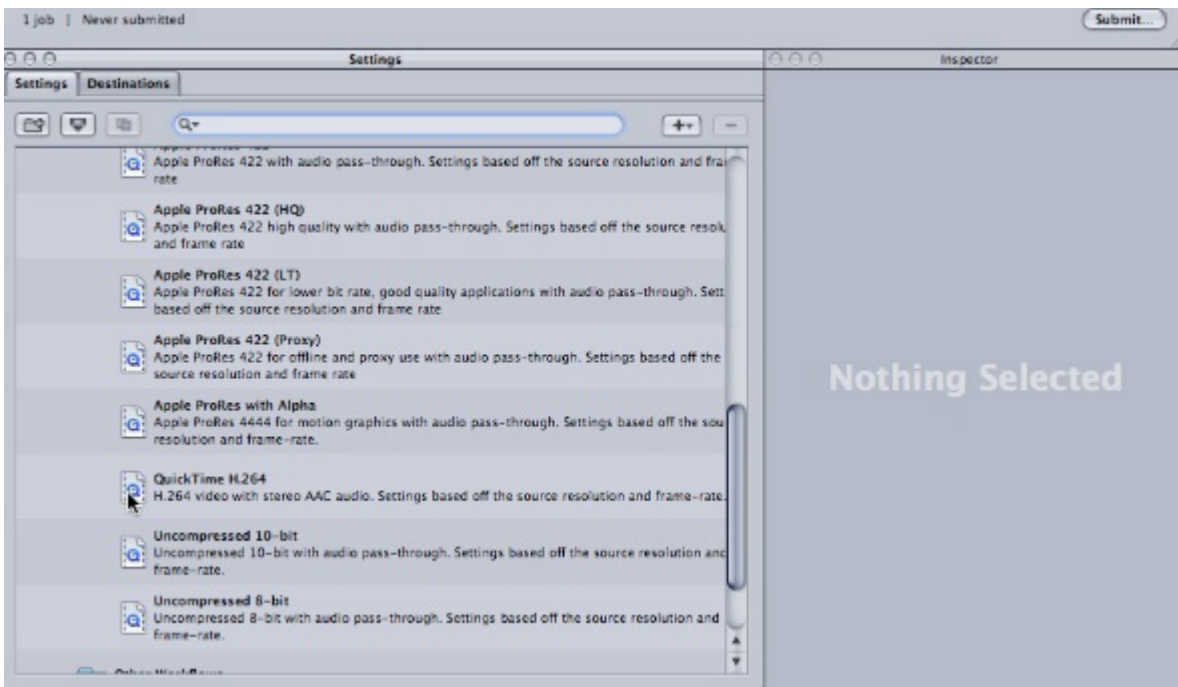 1 job | Never submitted
Submit...
Settings
Inspector
Settings
Destinations
Apple ProRes 422
Apple ProRes 422 with audio pass-through. Settings based off the source resolution and fra
rate
Apple ProRes 422 (HQ)
Apple ProRes 422 high quality with audio pass-through. Settings based off the source resolu
and frame rate
Apple ProRes 422 (LT)
Apple ProRes 422 for lower bit rate, good quality applications with audio pass-through. Sett
based off the source resolution and frame rate
Apple ProRes 422 (Proxy)
Apple ProRes 422 for offline and proxy use with audio pass-through. Settings based off the
source resolution and frame rate
Apple ProRes with Alpha
Apple ProRes 4444 for motion graphics with audio pass-through. Settings based off the sou
resolution and frame-rate.
QuickTime H.264
H.264 video with stereo AAC audio. Settings based off the source resolution and frame-rate.
Uncompressed 10-bit
Uncompressed 10-bit with audio pass-through. Settings based off the source resolution and
frame-rate.
Uncompressed 8-bit
Uncompressed 8-bit with audio pass-through. Settings based off the source resolution and
frame-rate.
Other Workflows
Nothing Selected